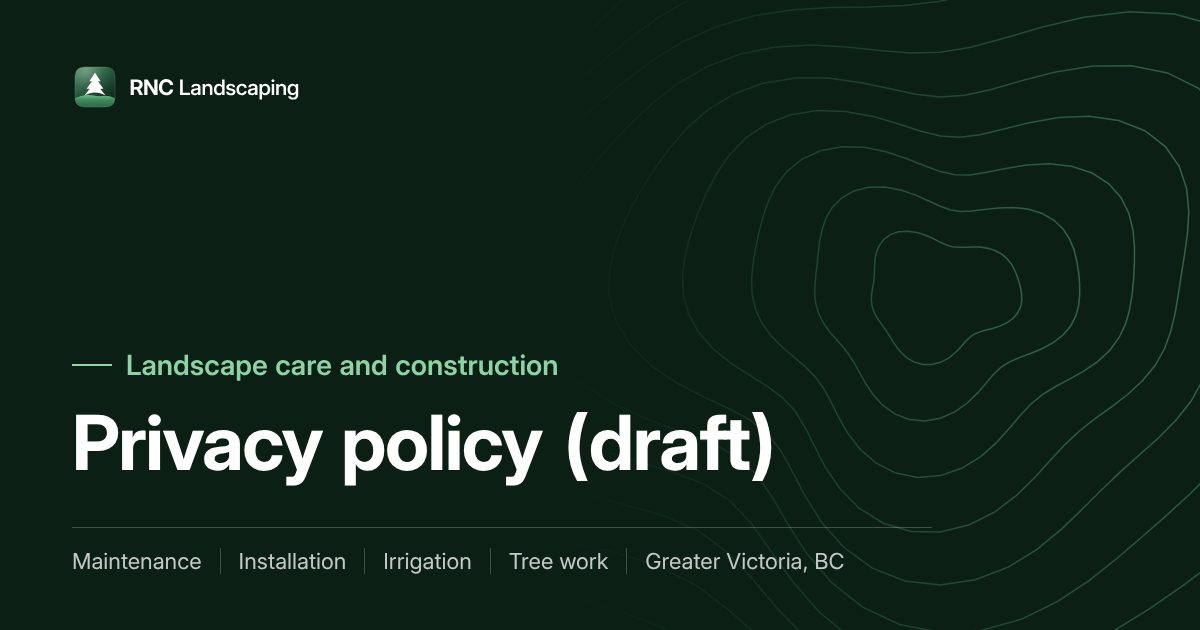 RNC Landscaping
Landscape care and construction
Privacy policy (draft)
Maintenance Installation Irrigation Tree work Greater Victoria, BC